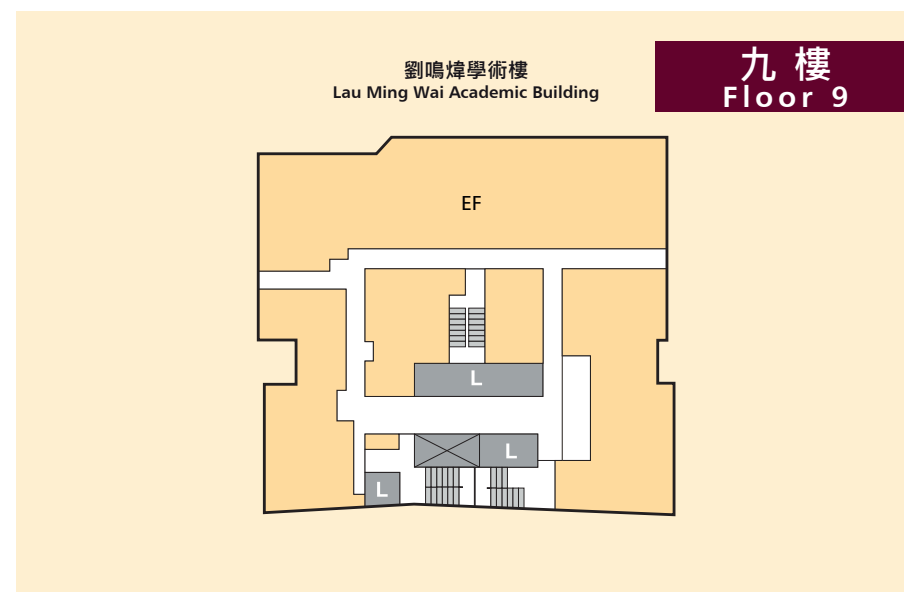 九樓
Floor 9
劉鳴煒學術樓
Lau Ming Wai Academic Building
EF
L
L
L